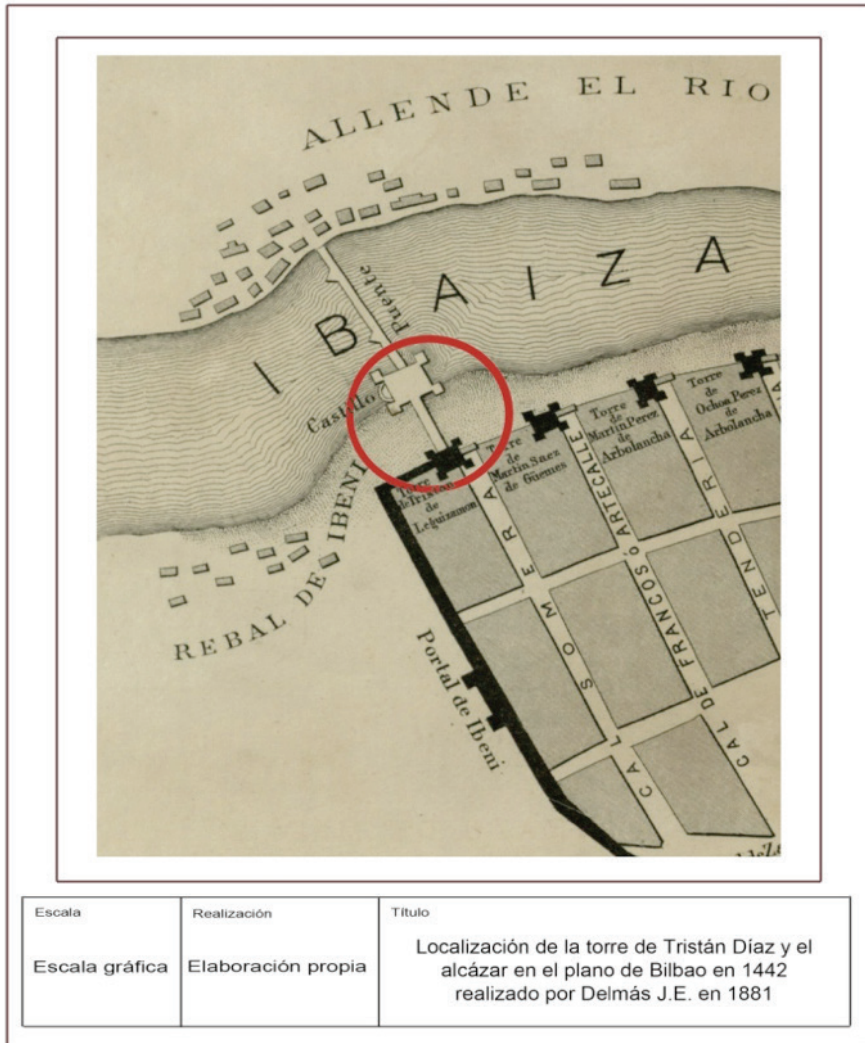 ALLENDE EL RIO
IBAIZA
Puente
Castillo
REBAL DE IBENI
Torre
de Tristan
de
Leguizamon
Torre
de
Martin Saez
de Güemes
Torre
de
Martin Perez
de
Arbolancha
Torre
de
Ochoa Perez
de
Arbolancha
Portal de Ibeni
CAL SOMERA
CAL DE FRANCOS ó ARTECALLE
TENDERIA
Escala
Escala gráfica
Realización
Elaboración propia
Título
Localización de la torre de Tristán Díaz y el
alcázar en el plano de Bilbao en 1442
realizado por Delmás J.E. en 1881